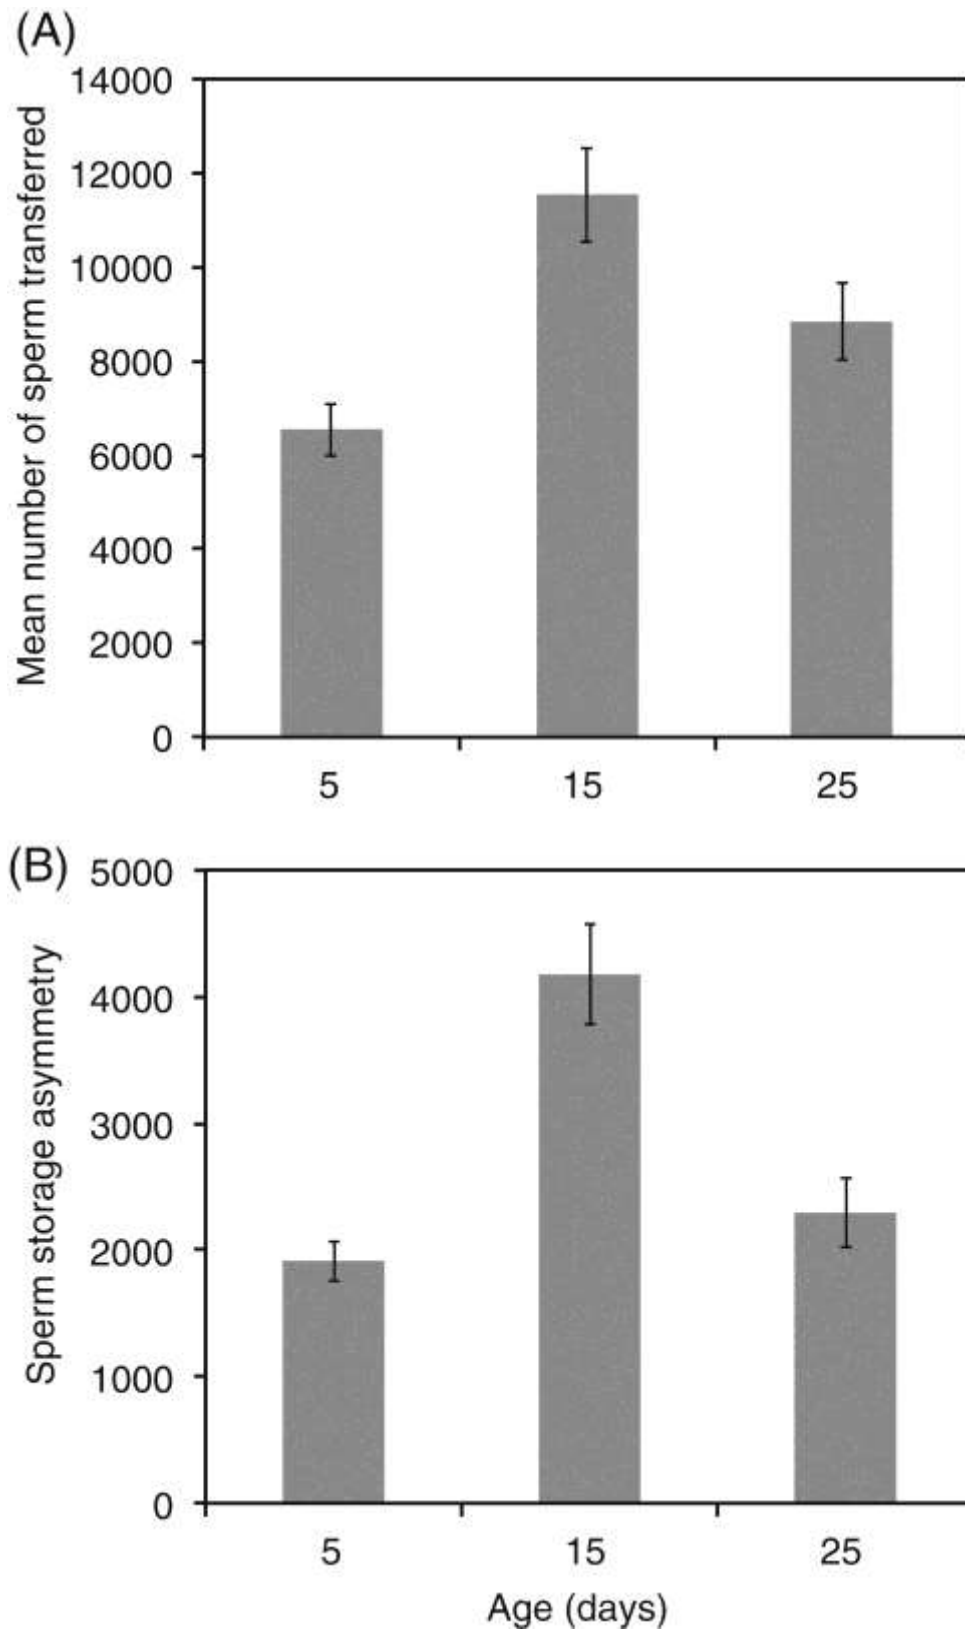 (A)
Mean number of sperm transferred
14000
12000
10000
8000
6000
4000
2000
0
5 15 25
(B)
Sperm storage asymmetry
5000
4000
3000
2000
1000
0
5 15 25
Age (days)